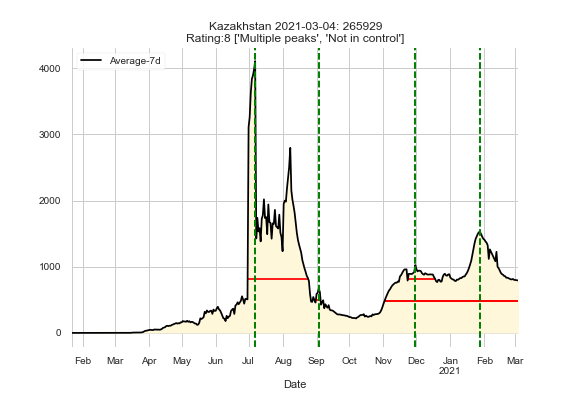 Kazakhstan 2021-03-04: 265929
Rating:8 ['Multiple peaks', 'Not in control']
Average-7d
4000
3000
2000
1000
0
Feb Mar Apr May Jun Jul Aug Sep Oct Nov Dec Jan Feb Mar
2021
Date